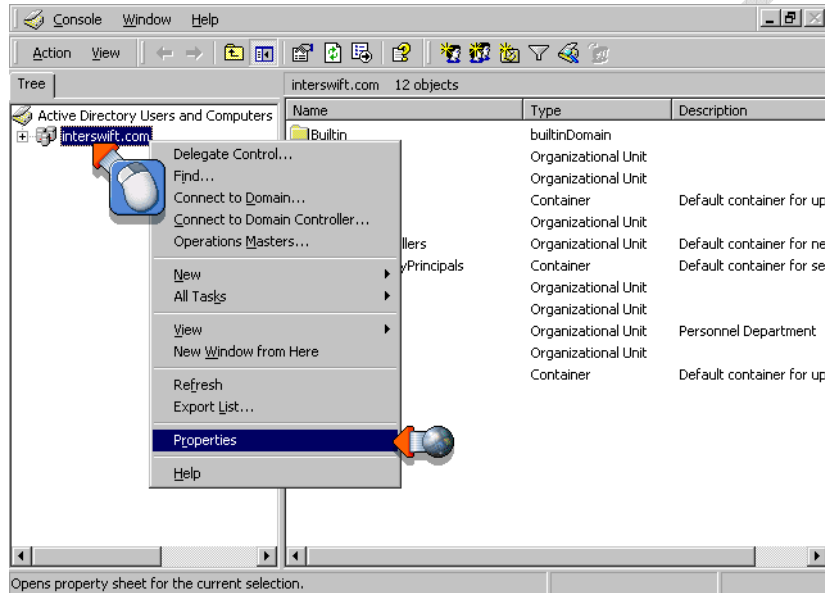 Console Window Help
Action View
Tree
interswift.com 12 objects
Active Directory Users and Computers
interswift.com
Name Type Description
Builtin builtinDomain
Organizational Unit
Organizational Unit
Container Default container for up
Organizational Unit
llers Organizational Unit Default container for ne
yPrincipals Container Default container for se
Organizational Unit
Organizational Unit
Organizational Unit Personnel Department
Organizational Unit
Container Default container for up
Delegate Control...
Find...
Connect to Domain...
Connect to Domain Controller...
Operations Masters...
New
All Tasks
View
New Window from Here
Refresh
Export List...
Properties
Help
Opens property sheet for the current selection.